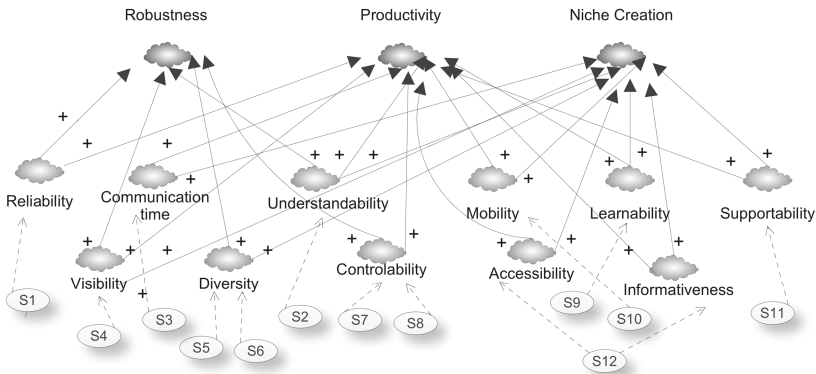 Robustness
Productivity
Niche Creation
+
+
+
+
+
+
+
+
+
+
+
+
+
+
Reliability
Communication
time
Understandability
Mobility
Learnability
Supportability
+
+
+
+
+
+
+
+
+
+
Visibility
+
Diversity
Controlability
Accessibility
Informativeness
S1
S4
S3
S5
S6
S2
S7
S8
S9
S10
S12
S11